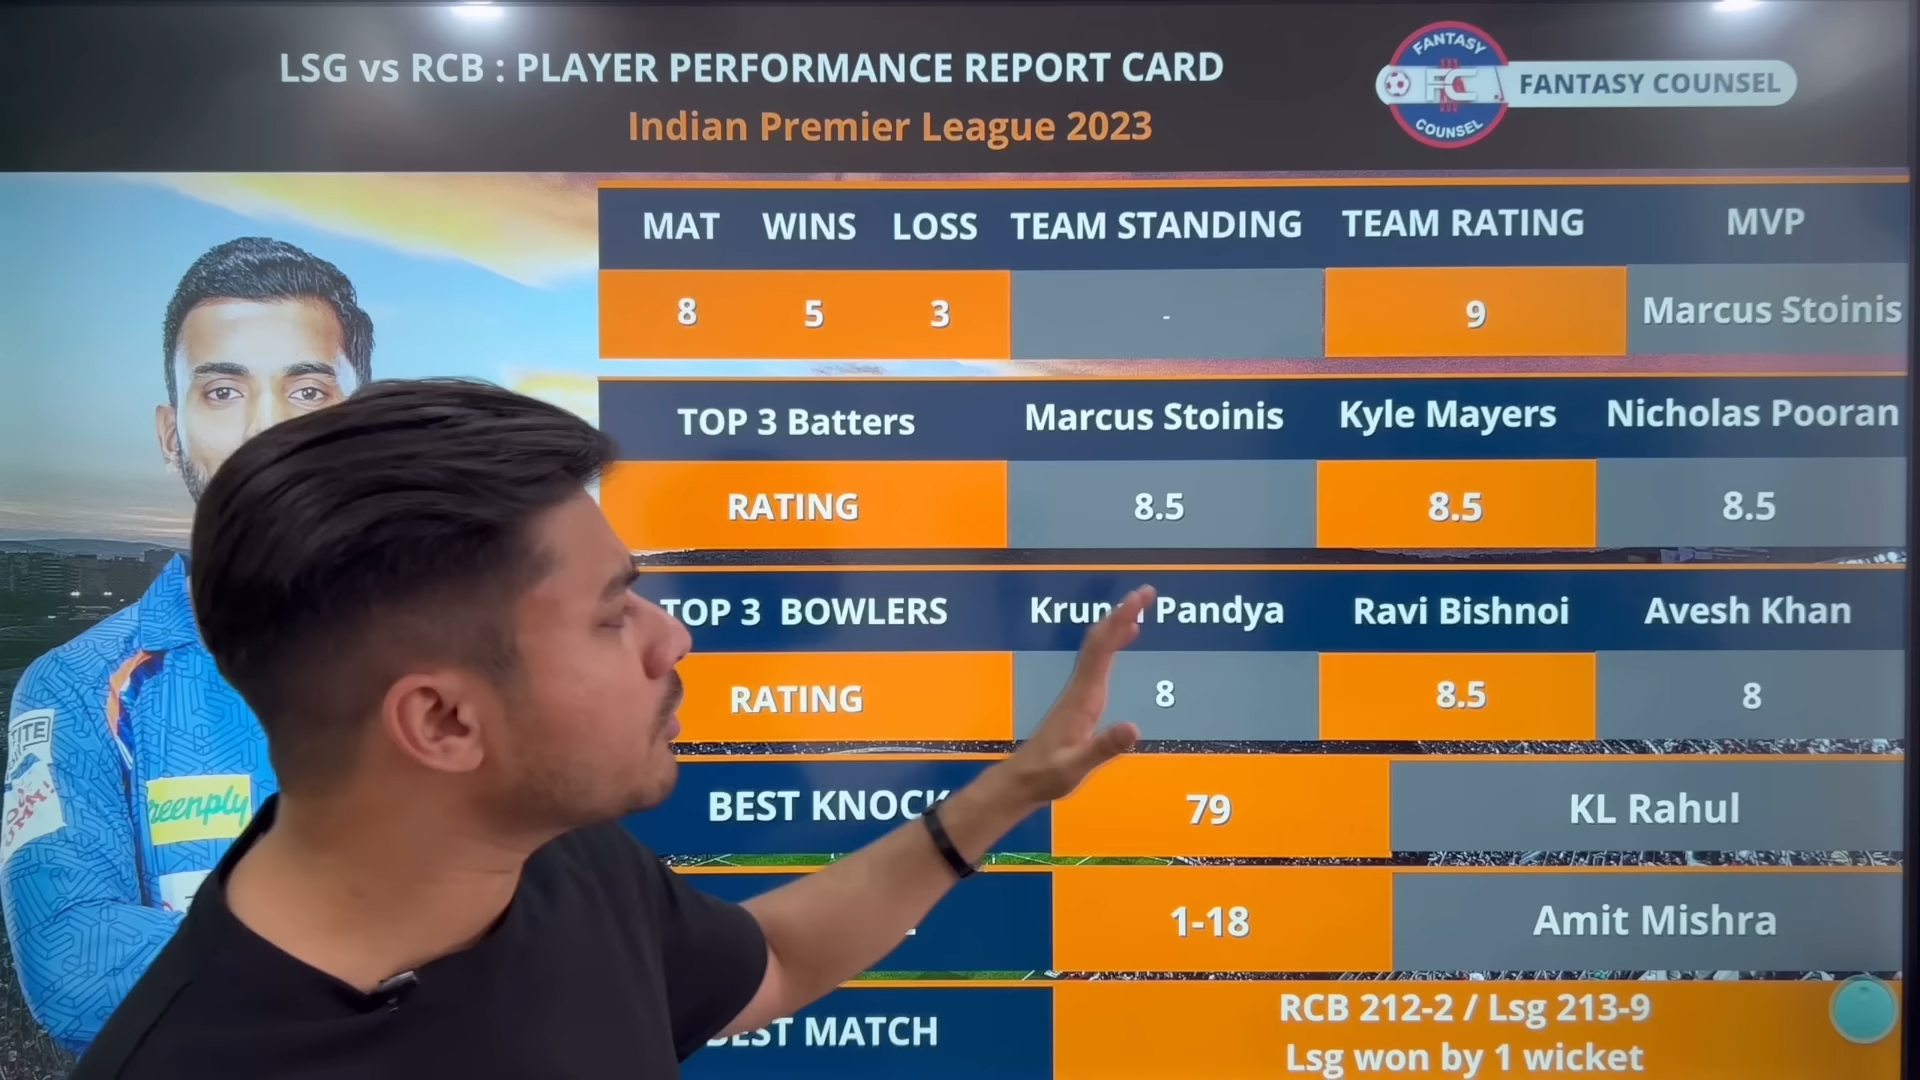 LSG vs RCB : PLAYER PERFORMANCE REPORT CARD
Indian Premier League 2023
FANTASY
FC
COUNSEL
FANTASY COUNSEL
MAT WINS LOSS TEAM STANDING TEAM RATING MVP
8 5 3 - 9 Marcus Stoinis
TOP 3 Batters Marcus Stoinis Kyle Mayers Nicholas Pooran
RATING 8.5 8.5 8.5
TOP 3 BOWLERS Pandya Ravi Bishnoi Avesh Khan
RATING 8 8.5 8
BEST KNOCK 79 KL Rahul
1-18 Amit Mishra
MATCH RCB 212-2 / Lsg 213-9
Lsg won by 1 wicket
reenply